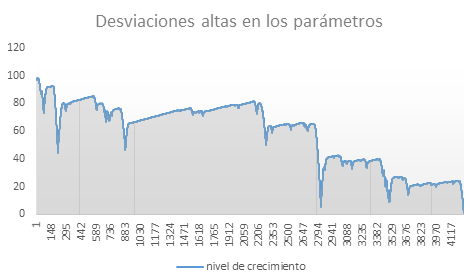 Desviaciones altas en los parámetros
120
100
80
60
40
20
0
1 148 295 442 589 736 883 1030 1177 1324 1471 1618 1765 1912 2059 2206 2353 2500 2647 2794 2941 3088 3235 3382 3529 3676 3823 3970 4117
nivel de crecimiento